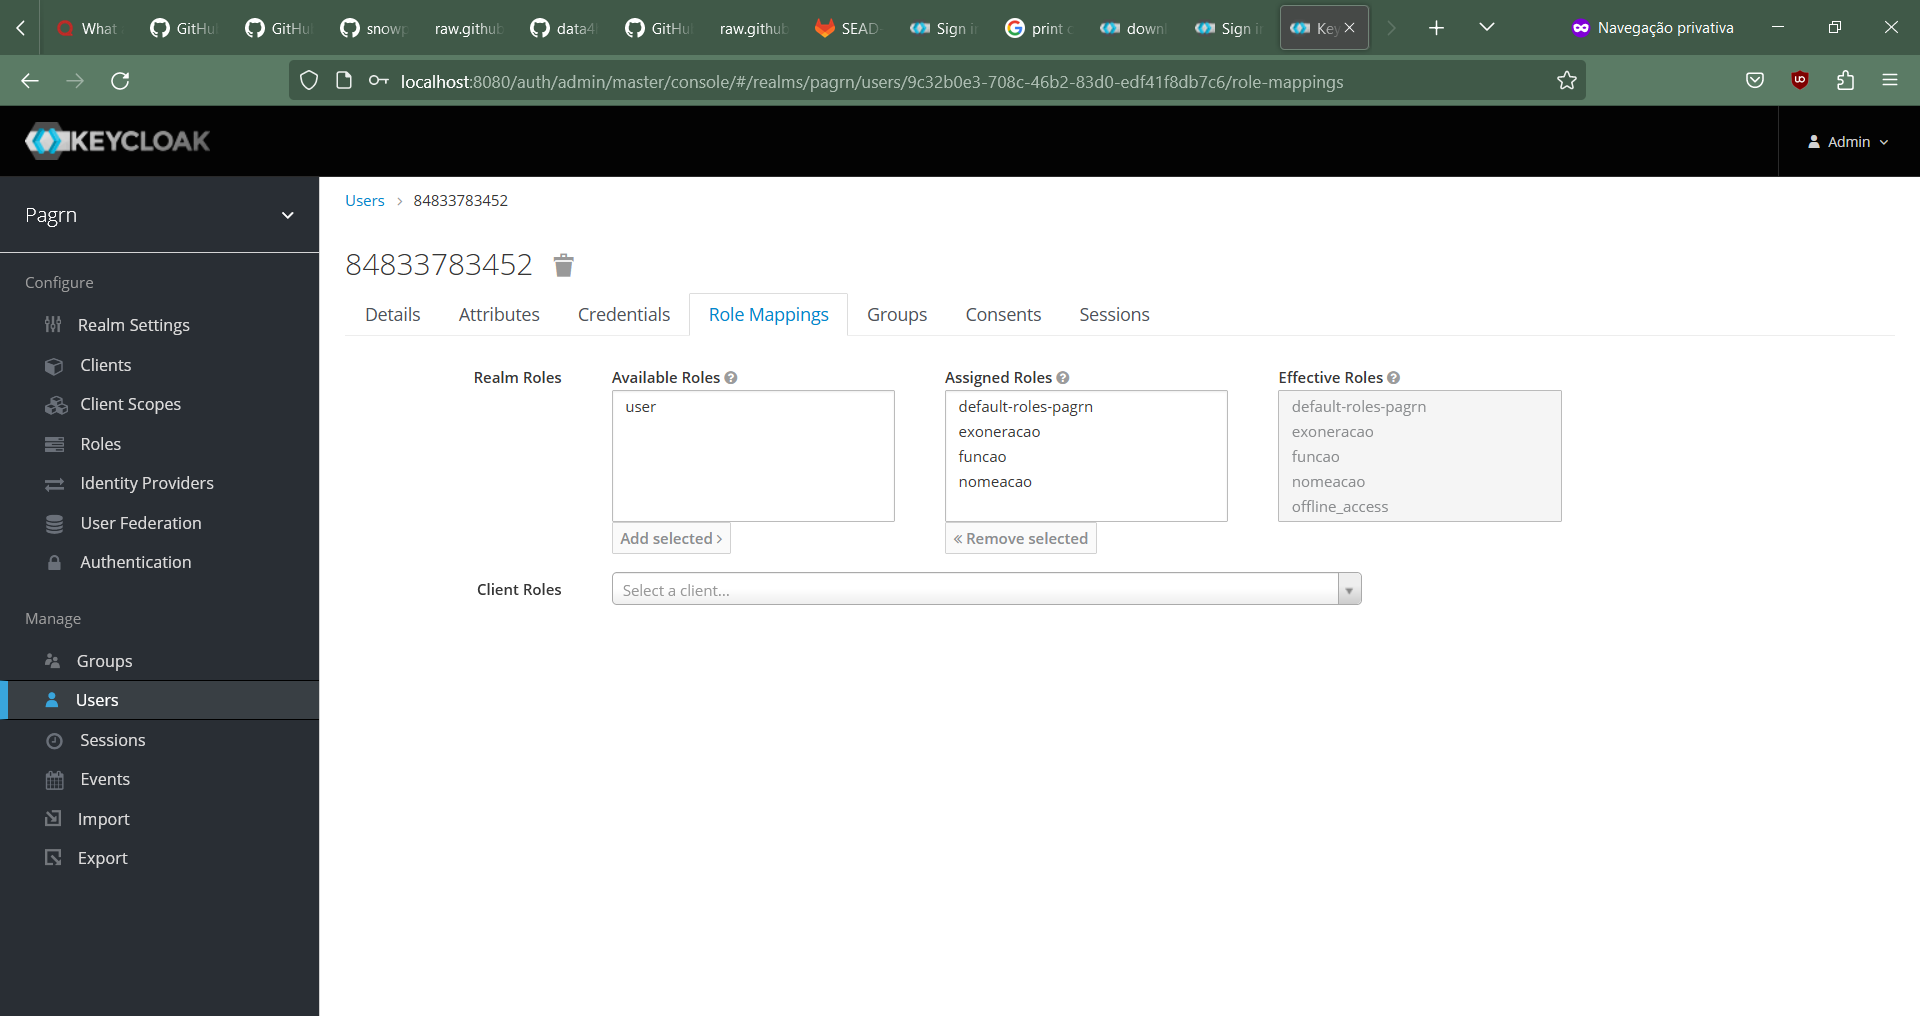 What
GitHu
GitHu
snowp
raw.githu
data4
GitHu
raw.githu
SEAD-
Sign in
print
downl
Sign in
Key
Navegação privativa
localhost:8080/auth/admin/master/console/#/realms/pagrn/users/9c32b0e3-708c-46b2-83d0-edf41f8db7c6/role-mappings
KEYCLOAK
Admin
Pagrn
Configure
Realm Settings
Clients
Client Scopes
Roles
Identity Providers
User Federation
Authentication
Manage
Groups
Users
Sessions
Events
Import
Export
Users > 84833783452
84833783452
Details Attributes Credentials Role Mappings Groups Consents Sessions
Realm Roles
Available Roles
user
Add selected ›
Assigned Roles
default-roles-pagrn
exoneracao
funcao
nomeacao
« Remove selected
Effective Roles
default-roles-pagrn
exoneracao
funcao
nomeacao
offline_access
Client Roles
Select a client...